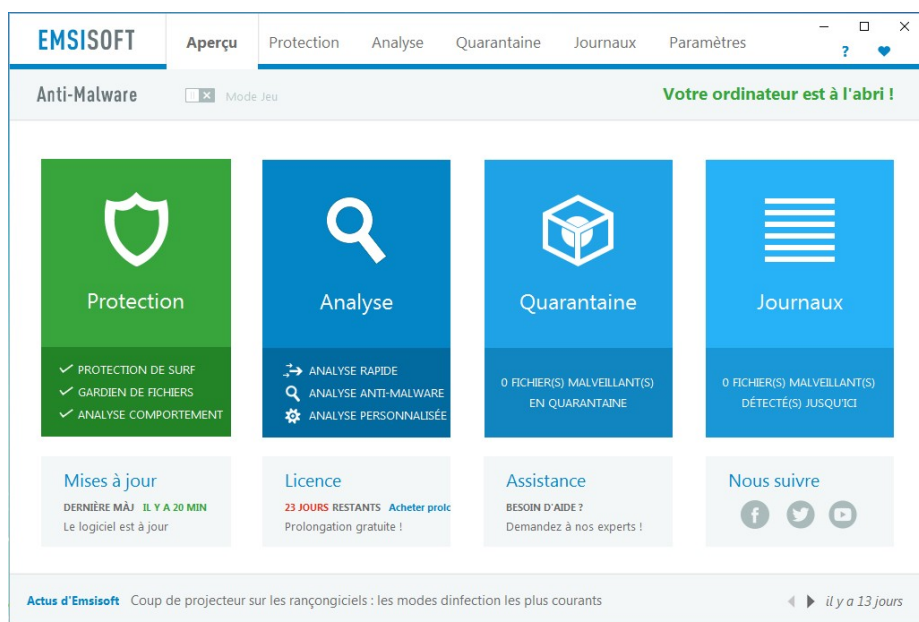 EMSISOFT
Aperçu
Protection
Analyse
Quarantaine
Journaux
Paramètres
?
Anti-Malware
Mode Jeu
Votre ordinateur est à l'abri !
Protection
PROTECTION DE SURF
GARDIEN DE FICHIERS
ANALYSE COMPORTEMENT
Analyse
ANALYSE RAPIDE
ANALYSE ANTI-MALWARE
ANALYSE PERSONNALISÉE
Quarantaine
0 FICHIER(S) MALVEILLANT(S)
EN QUARANTAINE
Journaux
0 FICHIER(S) MALVEILLANT(S)
DÉTECTÉ(S) JUSQU'ICI
Mises à jour
DERNIÈRE MÀJ IL Y A 20 MIN
Le logiciel est à jour
Licence
23 JOURS RESTANTS Acheter prolo
Prolongation gratuite !
Assistance
BESOIN D'AIDE ?
Demandez à nos experts !
Nous suivre
Actus d'Emsisoft Coup de projecteur sur les rançongiciels : les modes dinfection les plus courants
il y a 13 jours